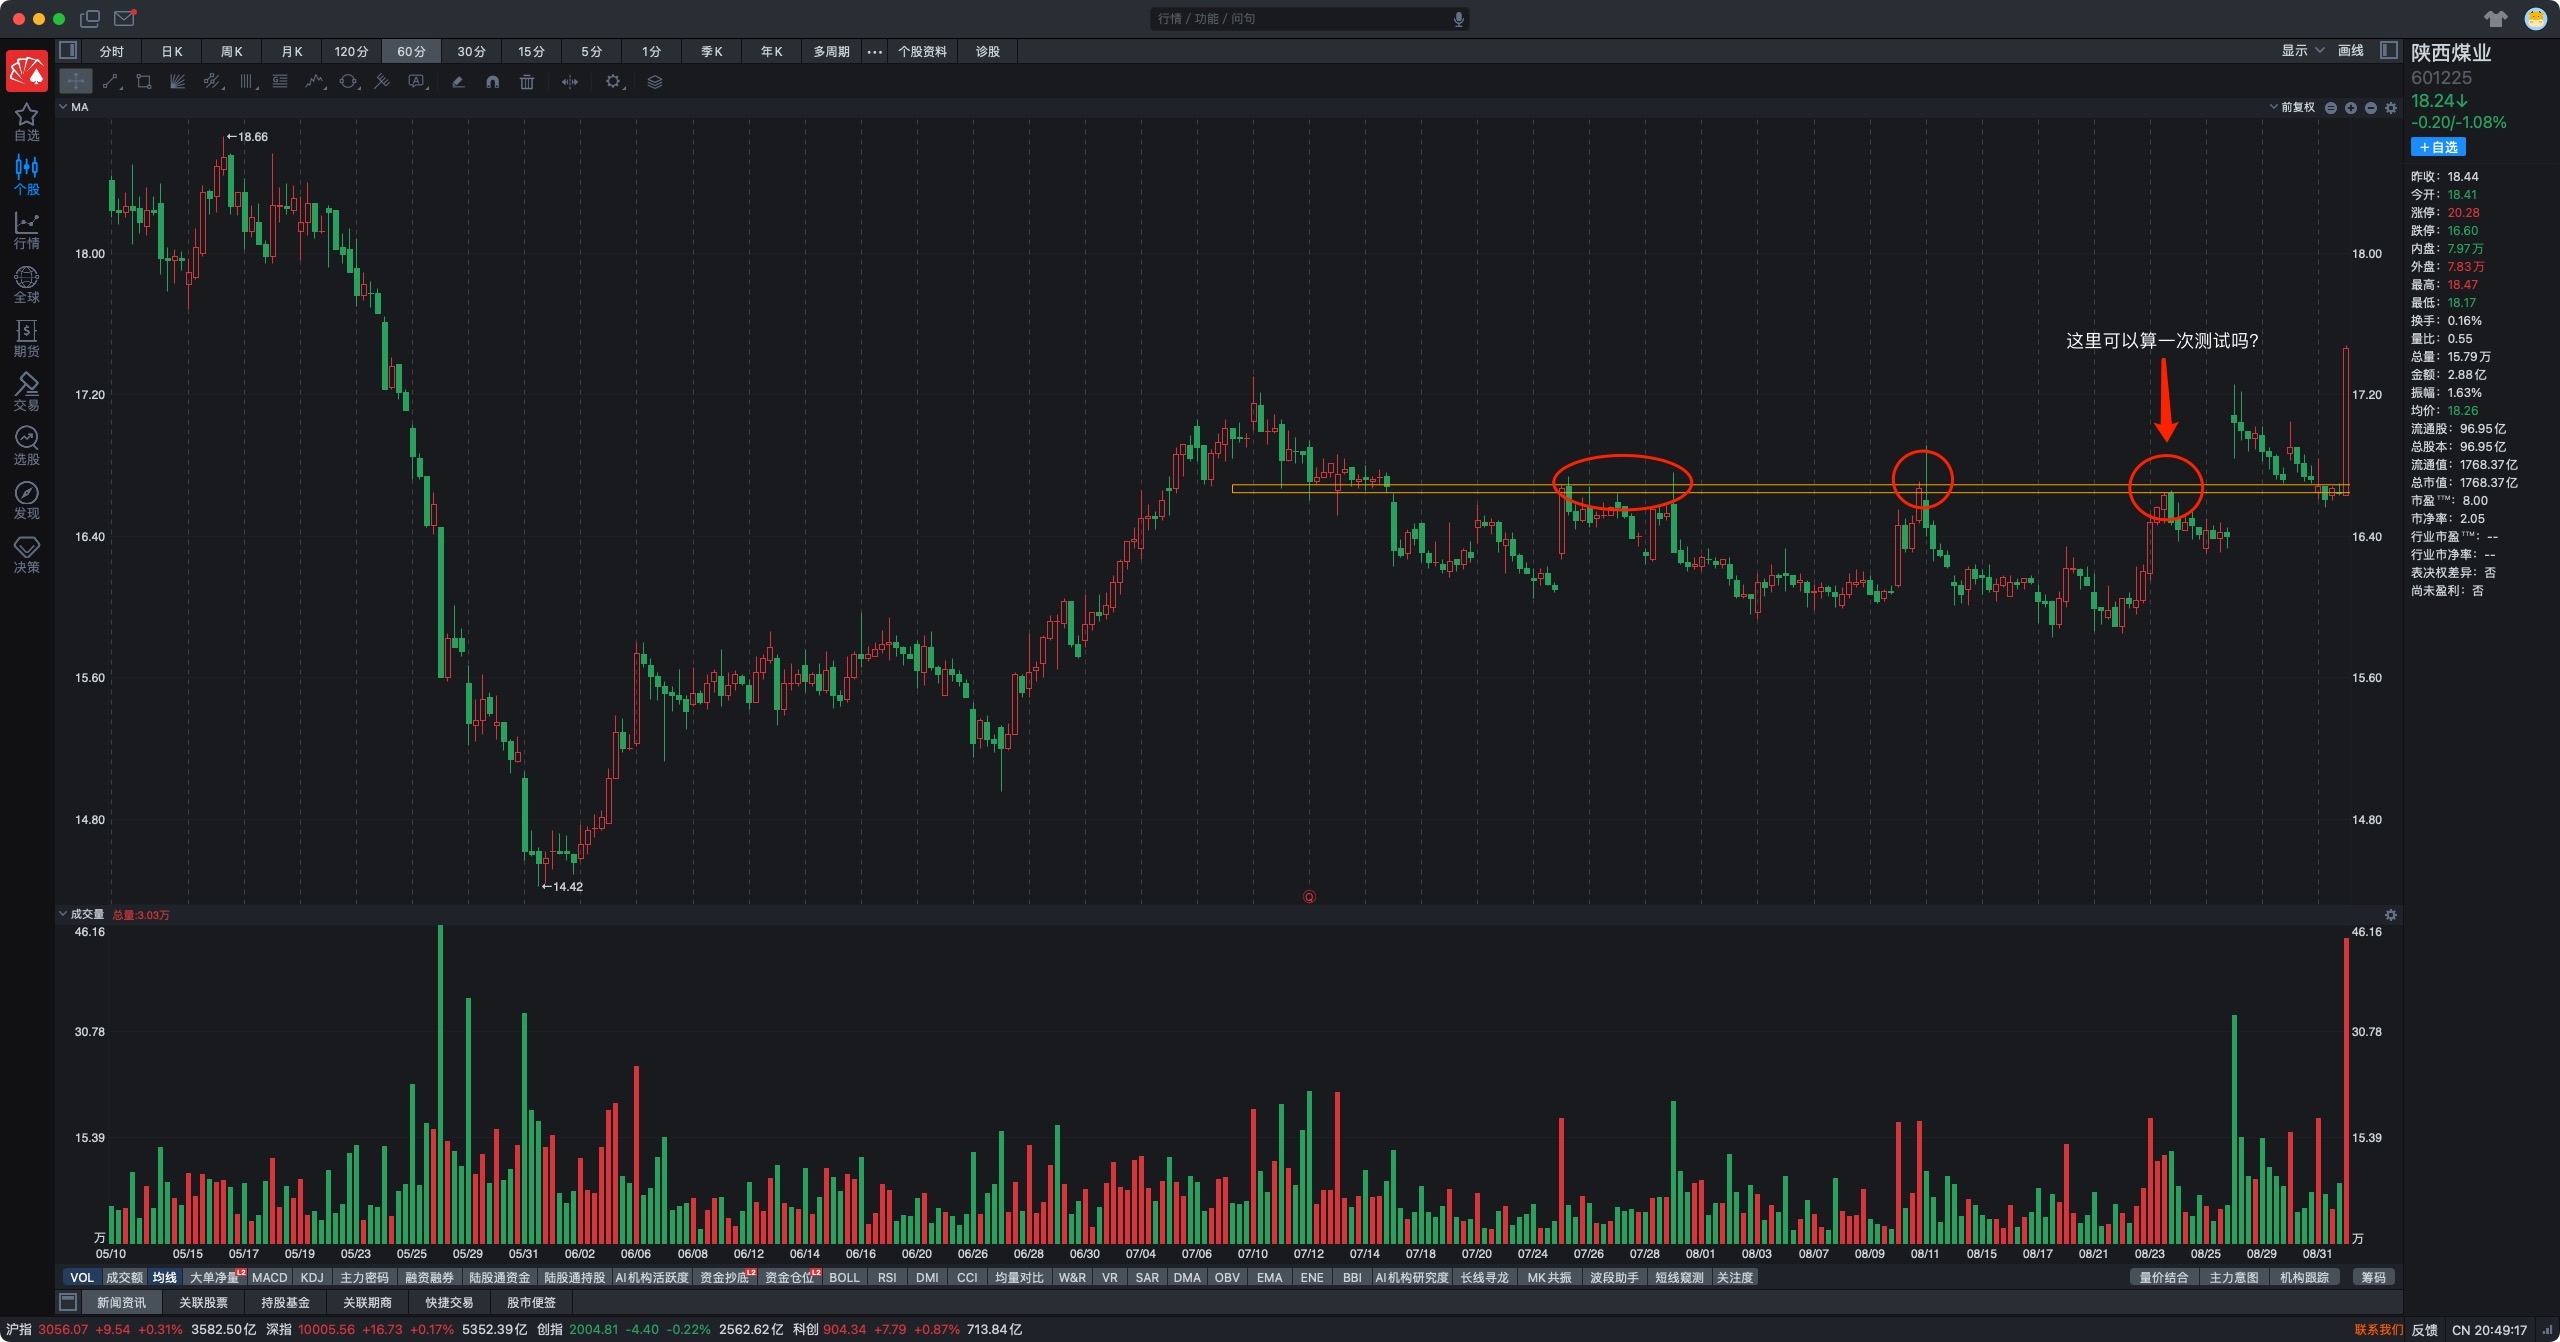 行情 / 功能 / 问句
分时 日K 周K 月K 120分 60分 30分 15分 5分 1分 季K 年K 多周期 ••• 个股资料 诊股 显示 画线
MA 前复权
自选
个股
行情
全球
期货
交易
选股
发现
决策
←18.66
18.00 18.00
17.20 17.20
16.40 16.40
15.60 15.60
14.80 14.80
←14.42
这里可以算一次测试吗?
Q
陕西煤业
601225
18.24↓
-0.20/-1.08%
+自选
昨收: 18.44
今开: 18.41
涨停: 20.28
跌停: 16.60
内盘: 7.97万
外盘: 7.83万
最高: 18.47
最低: 18.17
换手: 0.16%
量比: 0.55
总量: 15.79万
金额: 2.88亿
振幅: 1.63%
均价: 18.26
流通股: 96.95亿
总股本: 96.95亿
流通值: 1768.37亿
总市值: 1768.37亿
市盈TTM: 8.00
市净率: 2.05
行业市盈TTM: --
行业市净率: --
表决权差异: 否
尚未盈利: 否
成交量 总量:3.03万
46.16 46.16
30.78 30.78
15.39 15.39
万 万
05/10 05/15 05/17 05/19 05/23 05/25 05/29 05/31 06/02 06/06 06/08 06/12 06/14 06/16 06/20 06/26 06/28 06/30 07/04 07/06 07/10 07/12 07/14 07/18 07/20 07/24 07/26 07/28 08/01 08/03 08/07 08/09 08/11 08/15 08/17 08/21 08/23 08/25 08/29 08/31
VOL 成交额 均线 大单净量L2 MACD KDJ 主力密码 融资融券 陆股通资金 陆股通持股 AI机构活跃度 资金抄底L2 资金仓位L2 BOLL RSI DMI CCI 均量对比 W&R VR SAR DMA OBV EMA ENE BBI AI机构研究度 长线寻龙 MK共振 波段助手 短线窥测 关注度 量价结合 主力意图 机构跟踪 筹码
新闻资讯 关联股票 持股基金 关联期商 快捷交易 股市便签
沪指 3056.07 +9.54 +0.31% 3582.50亿 深指 10005.56 +16.73 +0.17% 5352.39亿 创指 2004.81 -4.40 -0.22% 2562.62亿 科创 904.34 +7.79 +0.87% 713.84亿 联系我们 反馈 CN 20:49:17